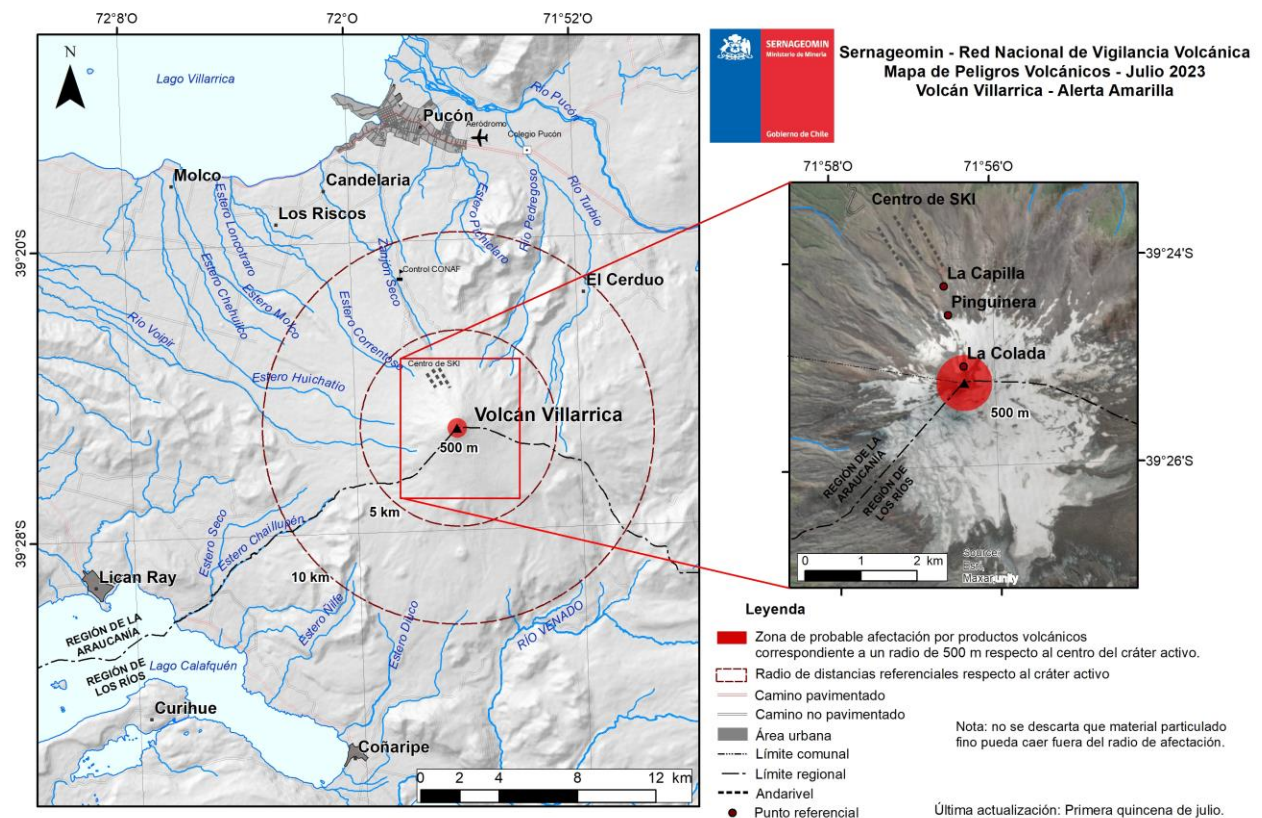 72°8'O
72°O
71°52'O
N
Lago Villarrica
Río Pucón
Pucón
Aeródromo
Colegio Pucón
Molco
Candelaria
Los Riscos
Estero Loncotraro
Estero Chehuilco
Estero Molco
Zanjón Seco
Estero Pichiclaro
Río Pedregoso
Río Turbio
39°20'S
Control CONAF
El Cerduo
Río Voipir
Estero Correntoso
Centro de SKI
Estero Huichatio
Volcán Villarrica
500 m
5 km
39°28'S
Estero Seco
Estero Chaillupén
10 km
Lican Ray
REGIÓN DE LA
ARAUCANÍA
REGIÓN DE
LOS RÍOS
Lago Calafquén
Estero Ñilfe
Estero Diuco
RÍO VENADO
Curihue
Coñaripe
0 2 4 8 12 km
SERNAGEOMIN
Ministerio de Minería
Gobierno de Chile
Sernageomin - Red Nacional de Vigilancia Volcánica
Mapa de Peligros Volcánicos - Julio 2023
Volcán Villarrica - Alerta Amarilla
71°58'O
71°56'O
Centro de SKI
39°24'S
La Capilla
Pinguinera
La Colada
500 m
39°26'S
REGIÓN DE LA
ARAUCANÍA
REGIÓN DE
LOS RÍOS
0 1 2 km
Source:
Esri,
Maxar
unity
Leyenda
Zona de probable afectación por productos volcánicos
correspondiente a un radio de 500 m respecto al centro del cráter activo.
Radio de distancias referenciales respecto al cráter activo
Camino pavimentado
Camino no pavimentado
Área urbana
Límite comunal
Límite regional
Andarivel
Punto referencial
Nota: no se descarta que material particulado
fino pueda caer fuera del radio de afectación.
Última actualización: Primera quincena de julio.